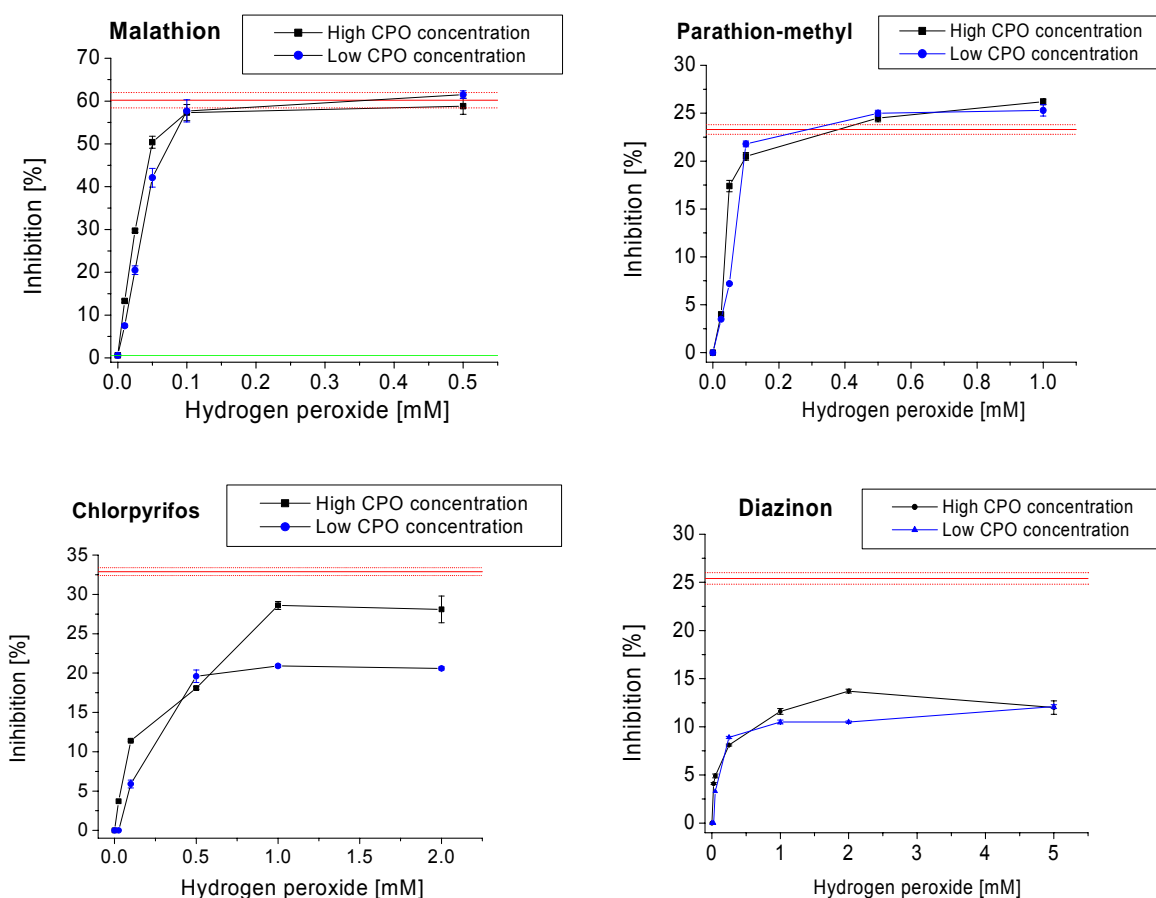 Malathion
High CPO concentration
Low CPO concentration
70
60
50
40
30
20
10
0
Inhibition [%]
0.0 0.1 0.2 0.3 0.4 0.5
Hydrogen peroxide [mM]
Parathion-methyl
High CPO concentration
Low CPO concentration
30
25
20
15
10
5
0
Inhibition [%]
0.0 0.2 0.4 0.6 0.8 1.0
Hydrogen peroxide [mM]
Chlorpyrifos
High CPO concentration
Low CPO concentration
35
30
25
20
15
10
5
0
Inihibition [%]
0.0 0.5 1.0 1.5 2.0
Hydrogen peroxide [mM]
Diazinon
High CPO concentration
Low CPO concentration
30
25
20
15
10
5
0
Inhibition [%]
0 1 2 3 4 5
Hydrogen peroxide [mM]